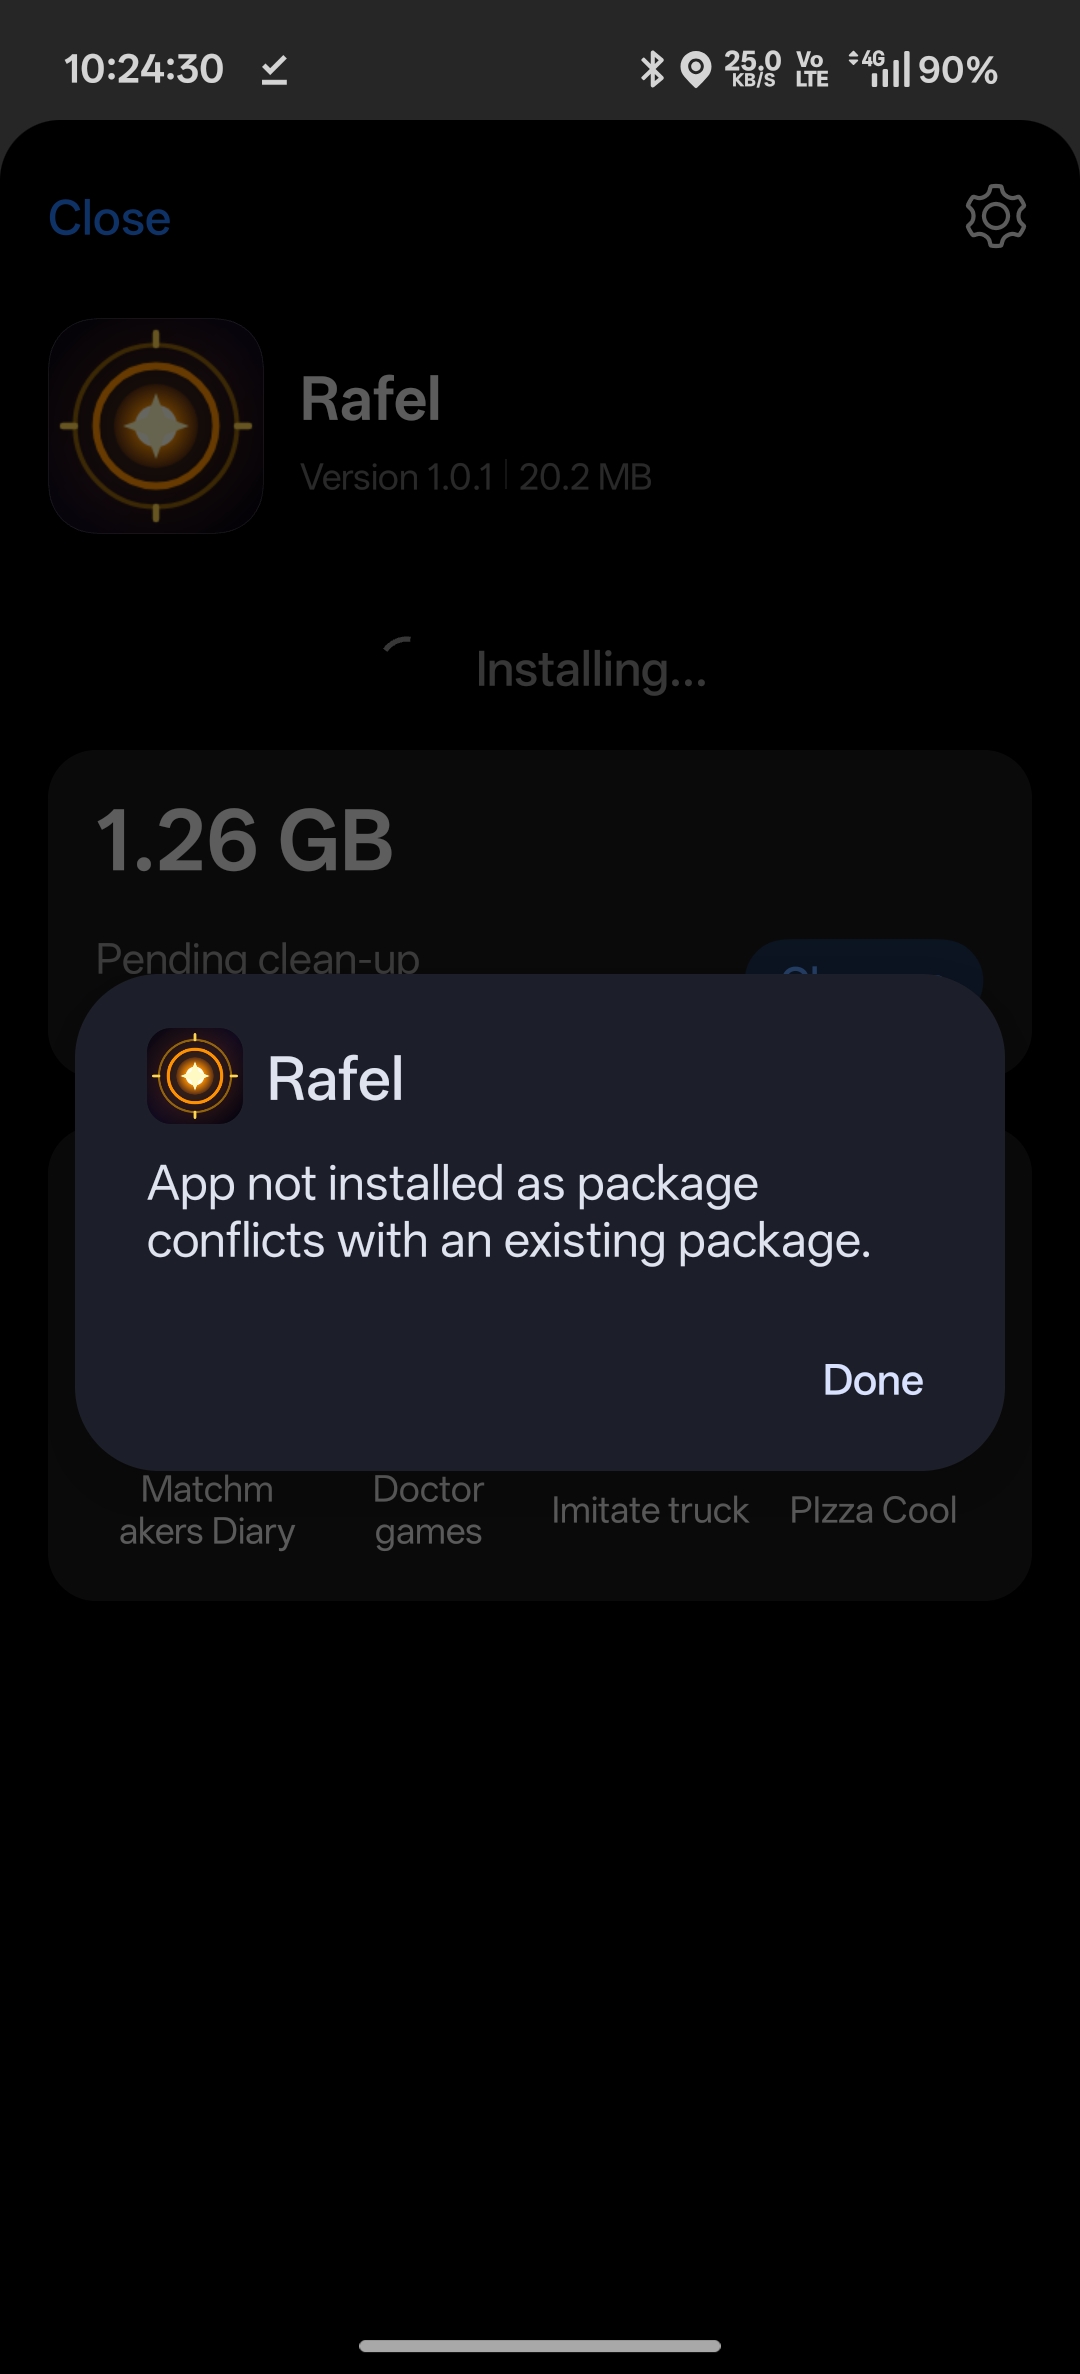 10:24:30
25.0
KB/S
Vo
LTE
4G
90%
Close
Rafel
Version 1.0.1 | 20.2 MB
Installing...
1.26 GB
Pending clean-up
Rafel
App not installed as package
conflicts with an existing package.
Done
Matchm
akers Diary
Doctor
games
Imitate truck
PIzza Cool